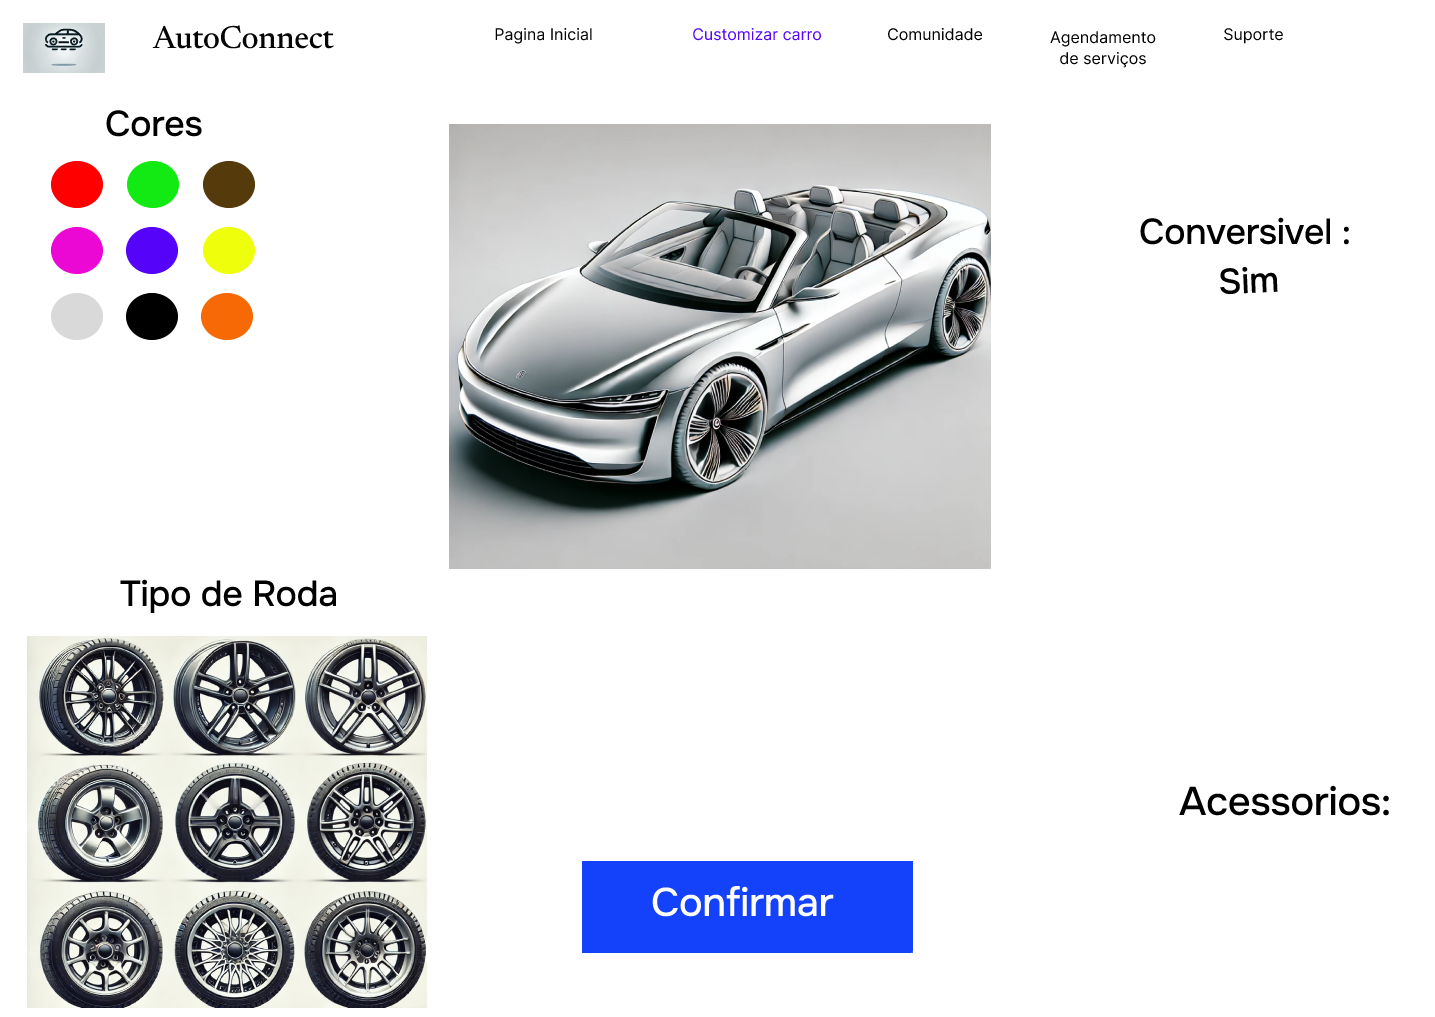 AutoConnect
Pagina Inicial
Customizar carro
Comunidade
Agendamento
de serviços
Suporte
Cores
Conversivel :
Sim
Tipo de Roda
Acessorios:
Confirmar